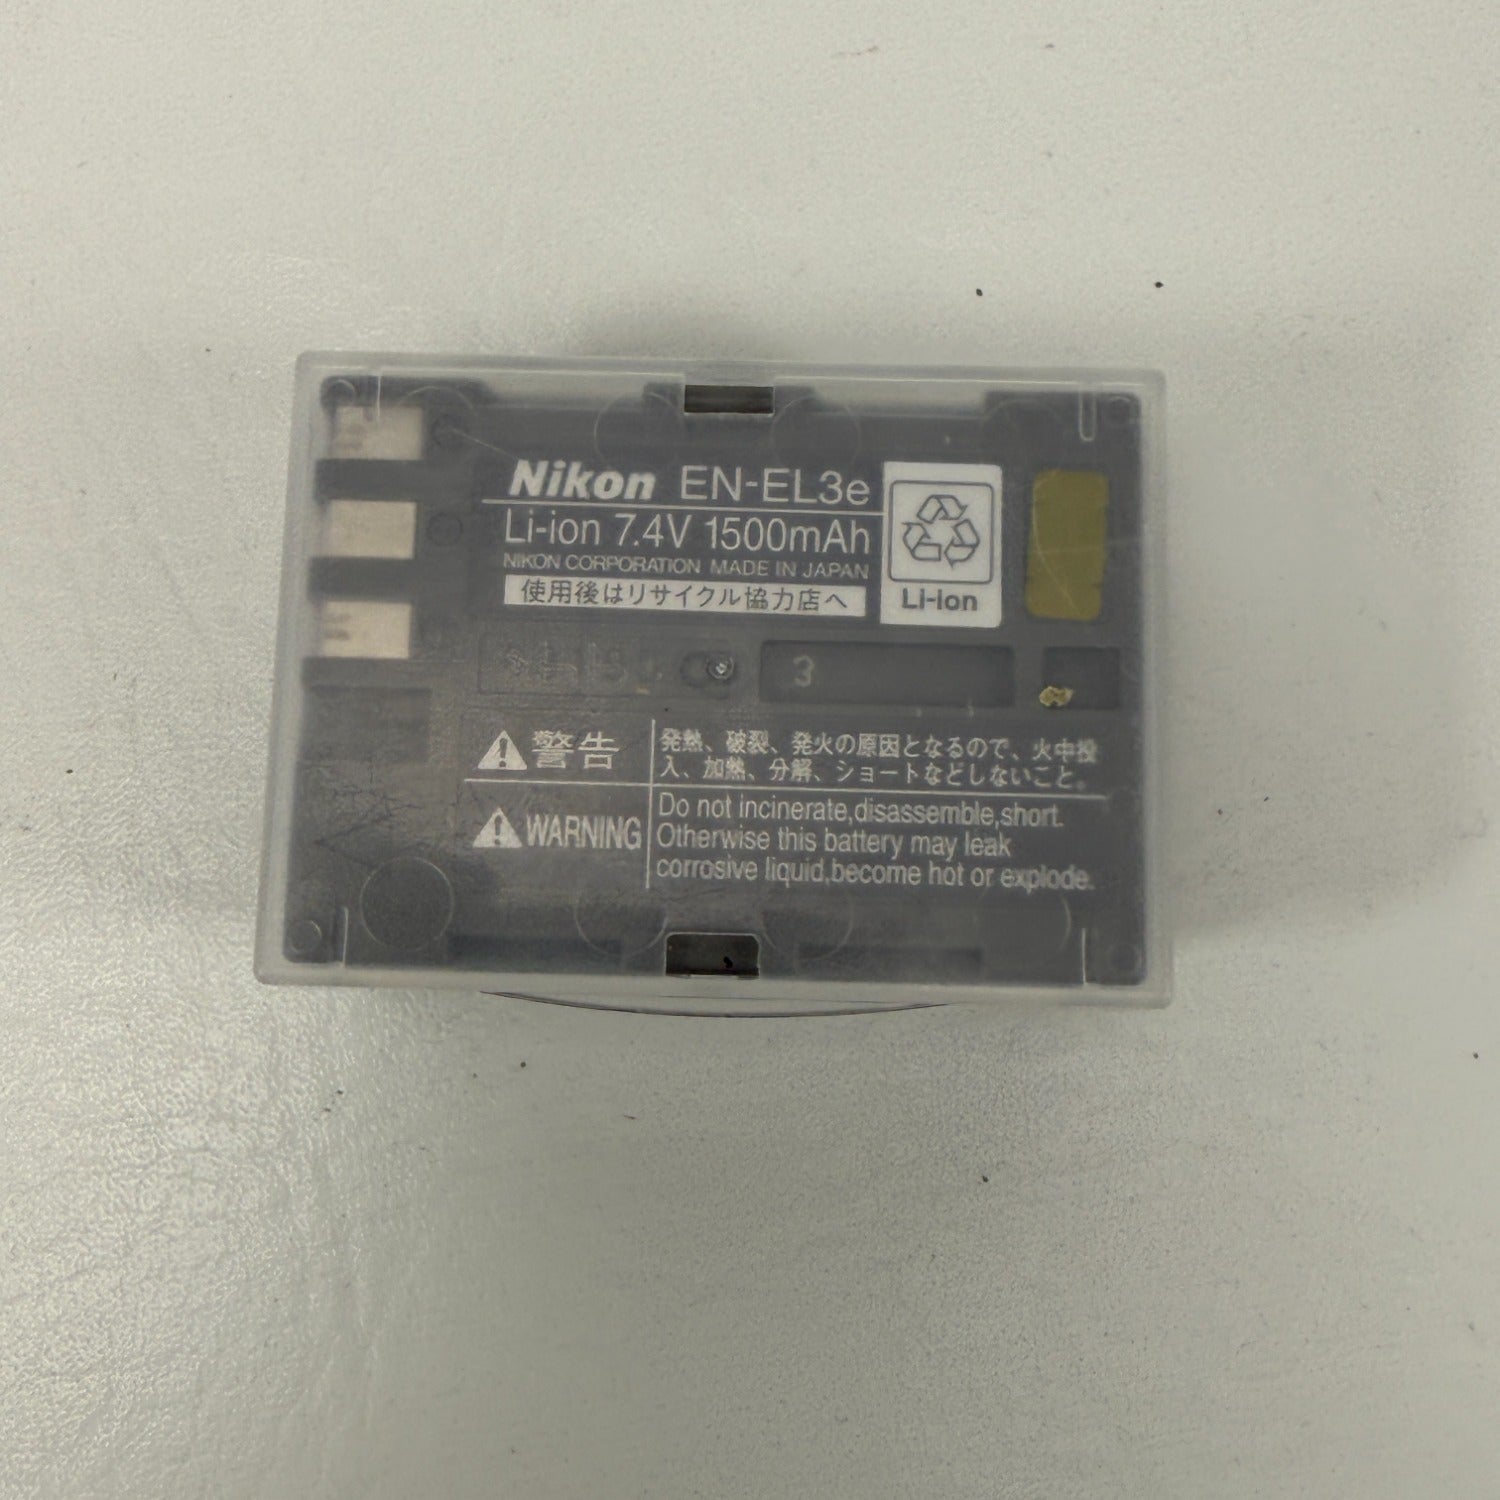 Nikon EN-EL3e
Li-ion 7.4V 1500mAh
NIKON CORPORATION MADE IN JAPAN
使用後はリサイクル協力店へ
Li-ion
3
警告
発熱、破裂、発火の原因となるので、火中投
入、加熱、分解、ショートなどしないこと。
WARNING
Do not incinerate,disassemble,short.
Otherwise this battery may leak
corrosive liquid,become hot or explode.